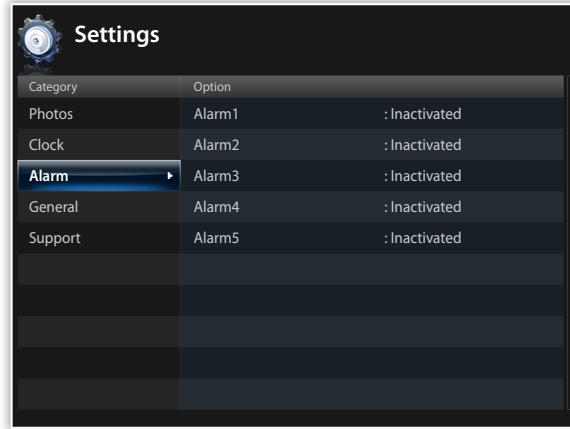 Settings
Category Option
Photos Alarm1 : Inactivated
Clock Alarm2 : Inactivated
Alarm Alarm3 : Inactivated
General Alarm4 : Inactivated
Support Alarm5 : Inactivated